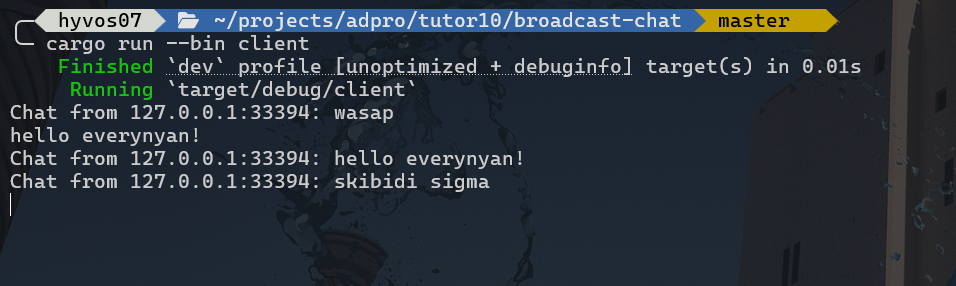 hyvos07 ~/projects/adpro/tutor10/broadcast-chat master
cargo run --bin client
Finished `dev` profile [unoptimized + debuginfo] target(s) in 0.01s
Running `target/debug/client`
Chat from 127.0.0.1:33394: wasap
hello everynyan!
Chat from 127.0.0.1:33394: hello everynyan!
Chat from 127.0.0.1:33394: skibidi sigma